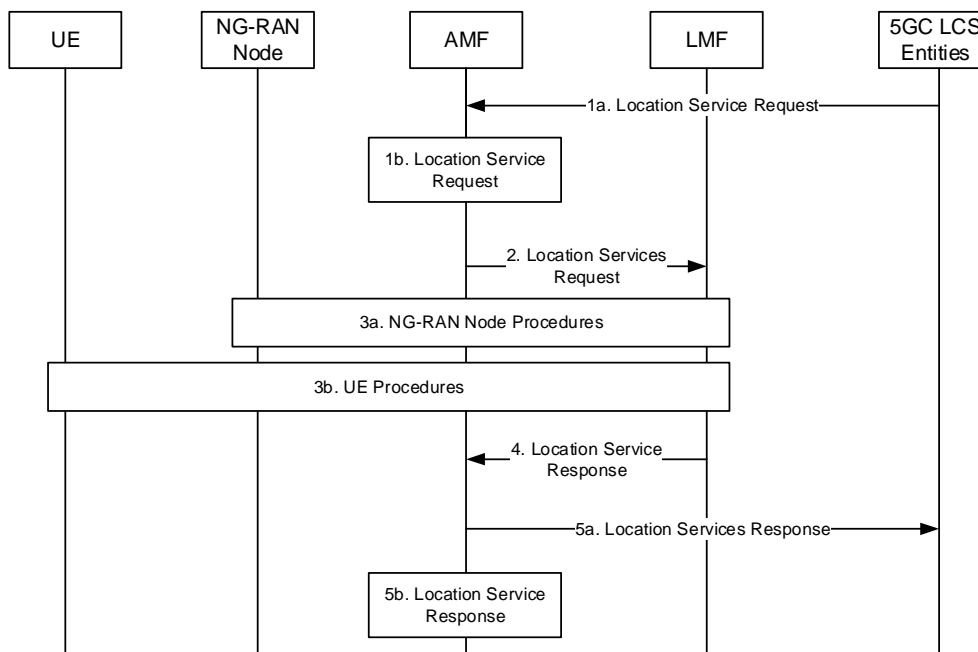 UE
NG-RAN
Node
AMF
LMF
5GC LCS
Entities
1a. Location Service Request
1b. Location Service
Request
2. Location Services
Request
3a. NG-RAN Node Procedures
3b. UE Procedures
4. Location Service
Response
5a. Location Services Response
5b. Location Service
Response